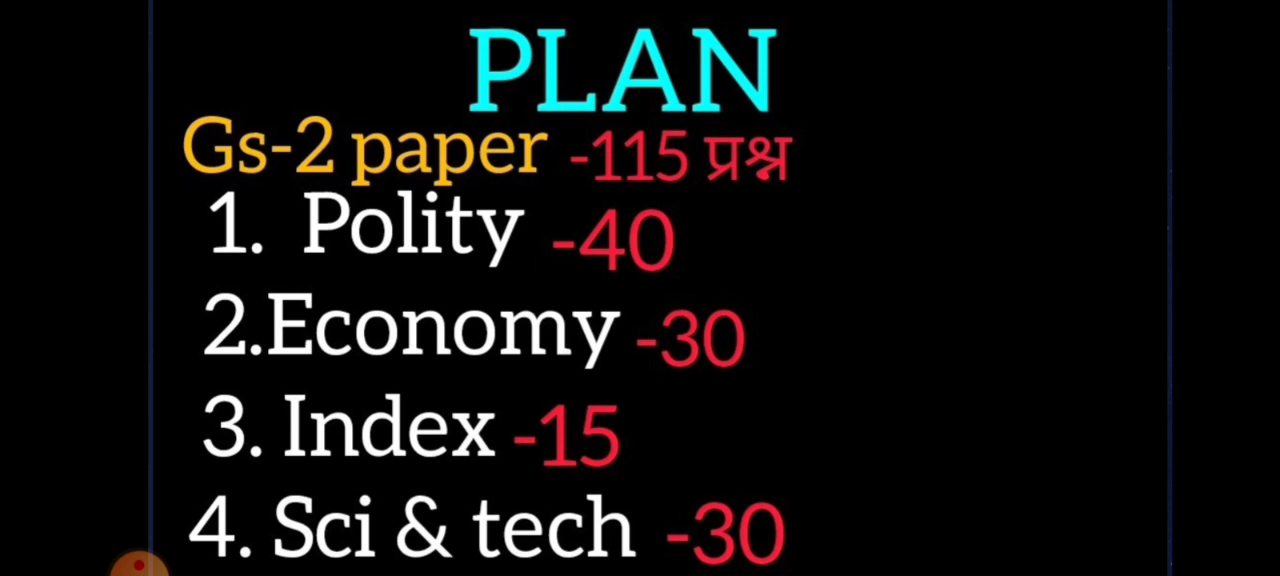 PLAN
Gs-2 paper -115 प्रश्न
1. Polity -40
2.Economy -30
3. Index -15
4. Sci & tech -30